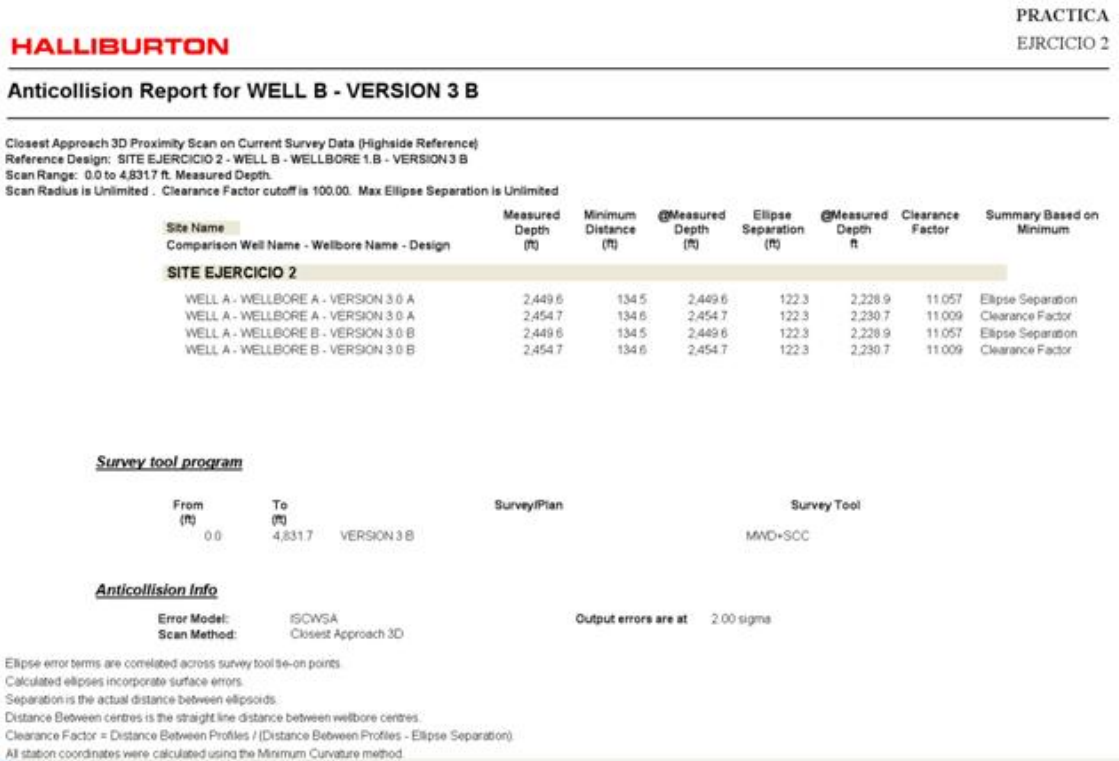 PRACTICA
HALLIBURTON
EJRCICIO 2
Anticollision Report for WELL B - VERSION 3 B
Closest Approach 3D Proximity Scan on Current Survey Data (Highside Reference)
Reference Design: SITE EJERCICIO 2 - WELL B - WELLBORE 1.B - VERSION 3 B
Scan Range: 0.0 to 4,831.7 ft. Measured Depth.
Scan Radius is Unlimited . Clearance Factor cutoff is 100.00. Max Ellipse Separation is Unlimited
Site Name
Comparison Well Name - Wellbore Name - Design
Measured Depth (ft)
Minimum Distance (ft)
@Measured Depth (ft)
Ellipse Separation (ft)
@Measured Depth ft
Clearance Factor
Summary Based on Minimum
SITE EJERCICIO 2
WELL A - WELLBORE A - VERSION 3.0 A 2,449.6 134.5 2,449.6 122.3 2,228.9 11.057 Ellipse Separation
WELL A - WELLBORE A - VERSION 3.0 A 2,454.7 134.6 2,454.7 122.3 2,230.7 11.009 Clearance Factor
WELL A - WELLBORE B - VERSION 3.0 B 2,449.6 134.5 2,449.6 122.3 2,228.9 11.057 Ellipse Separation
WELL A - WELLBORE B - VERSION 3.0 B 2,454.7 134.6 2,454.7 122.3 2,230.7 11.009 Clearance Factor
Survey tool program
From (ft) To (ft) Survey/Plan Survey Tool
0.0 4,831.7 VERSION 3 B MWD+SCC
Anticollision Info
Error Model: ISCWSA Output errors are at 2.00 sigma
Scan Method: Closest Approach 3D
Ellipse error terms are correlated across survey tool tie-on points.
Calculated ellipses incorporate surface errors.
Separation is the actual distance between ellipsoids.
Distance Between centres is the straight line distance between wellbore centres.
Clearance Factor = Distance Between Profiles / (Distance Between Profiles - Ellipse Separation).
All station coordinates were calculated using the Minimum Curvature method.